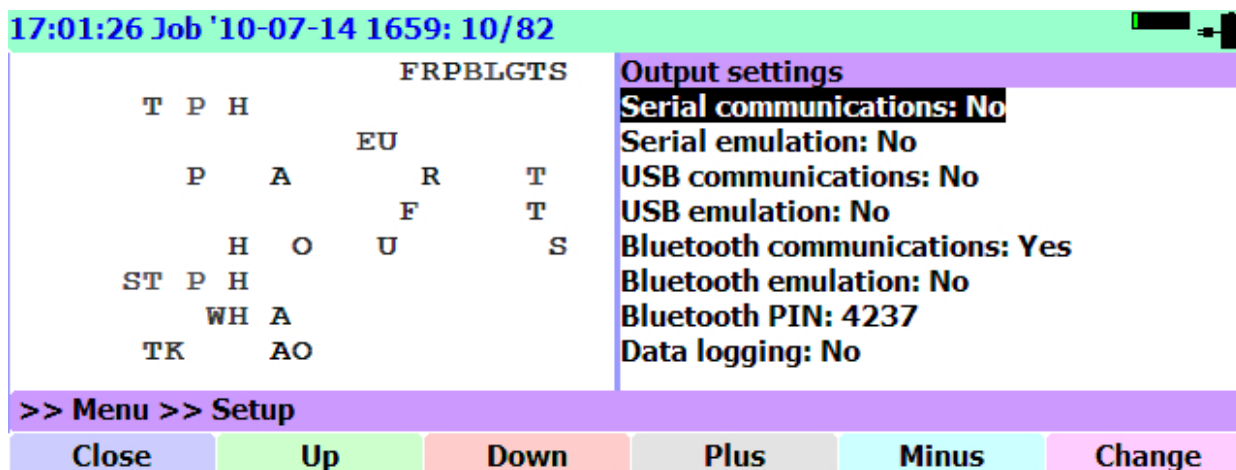 17:01:26 Job '10-07-14 1659: 10/82
FRPBLGTS
T P H
EU
P A R T
F T
H O U S
ST P H
WH A
TK AO
Output settings
Serial communications: No
Serial emulation: No
USB communications: No
USB emulation: No
Bluetooth communications: Yes
Bluetooth emulation: No
Bluetooth PIN: 4237
Data logging: No
>> Menu >> Setup
Close Up Down Plus Minus Change